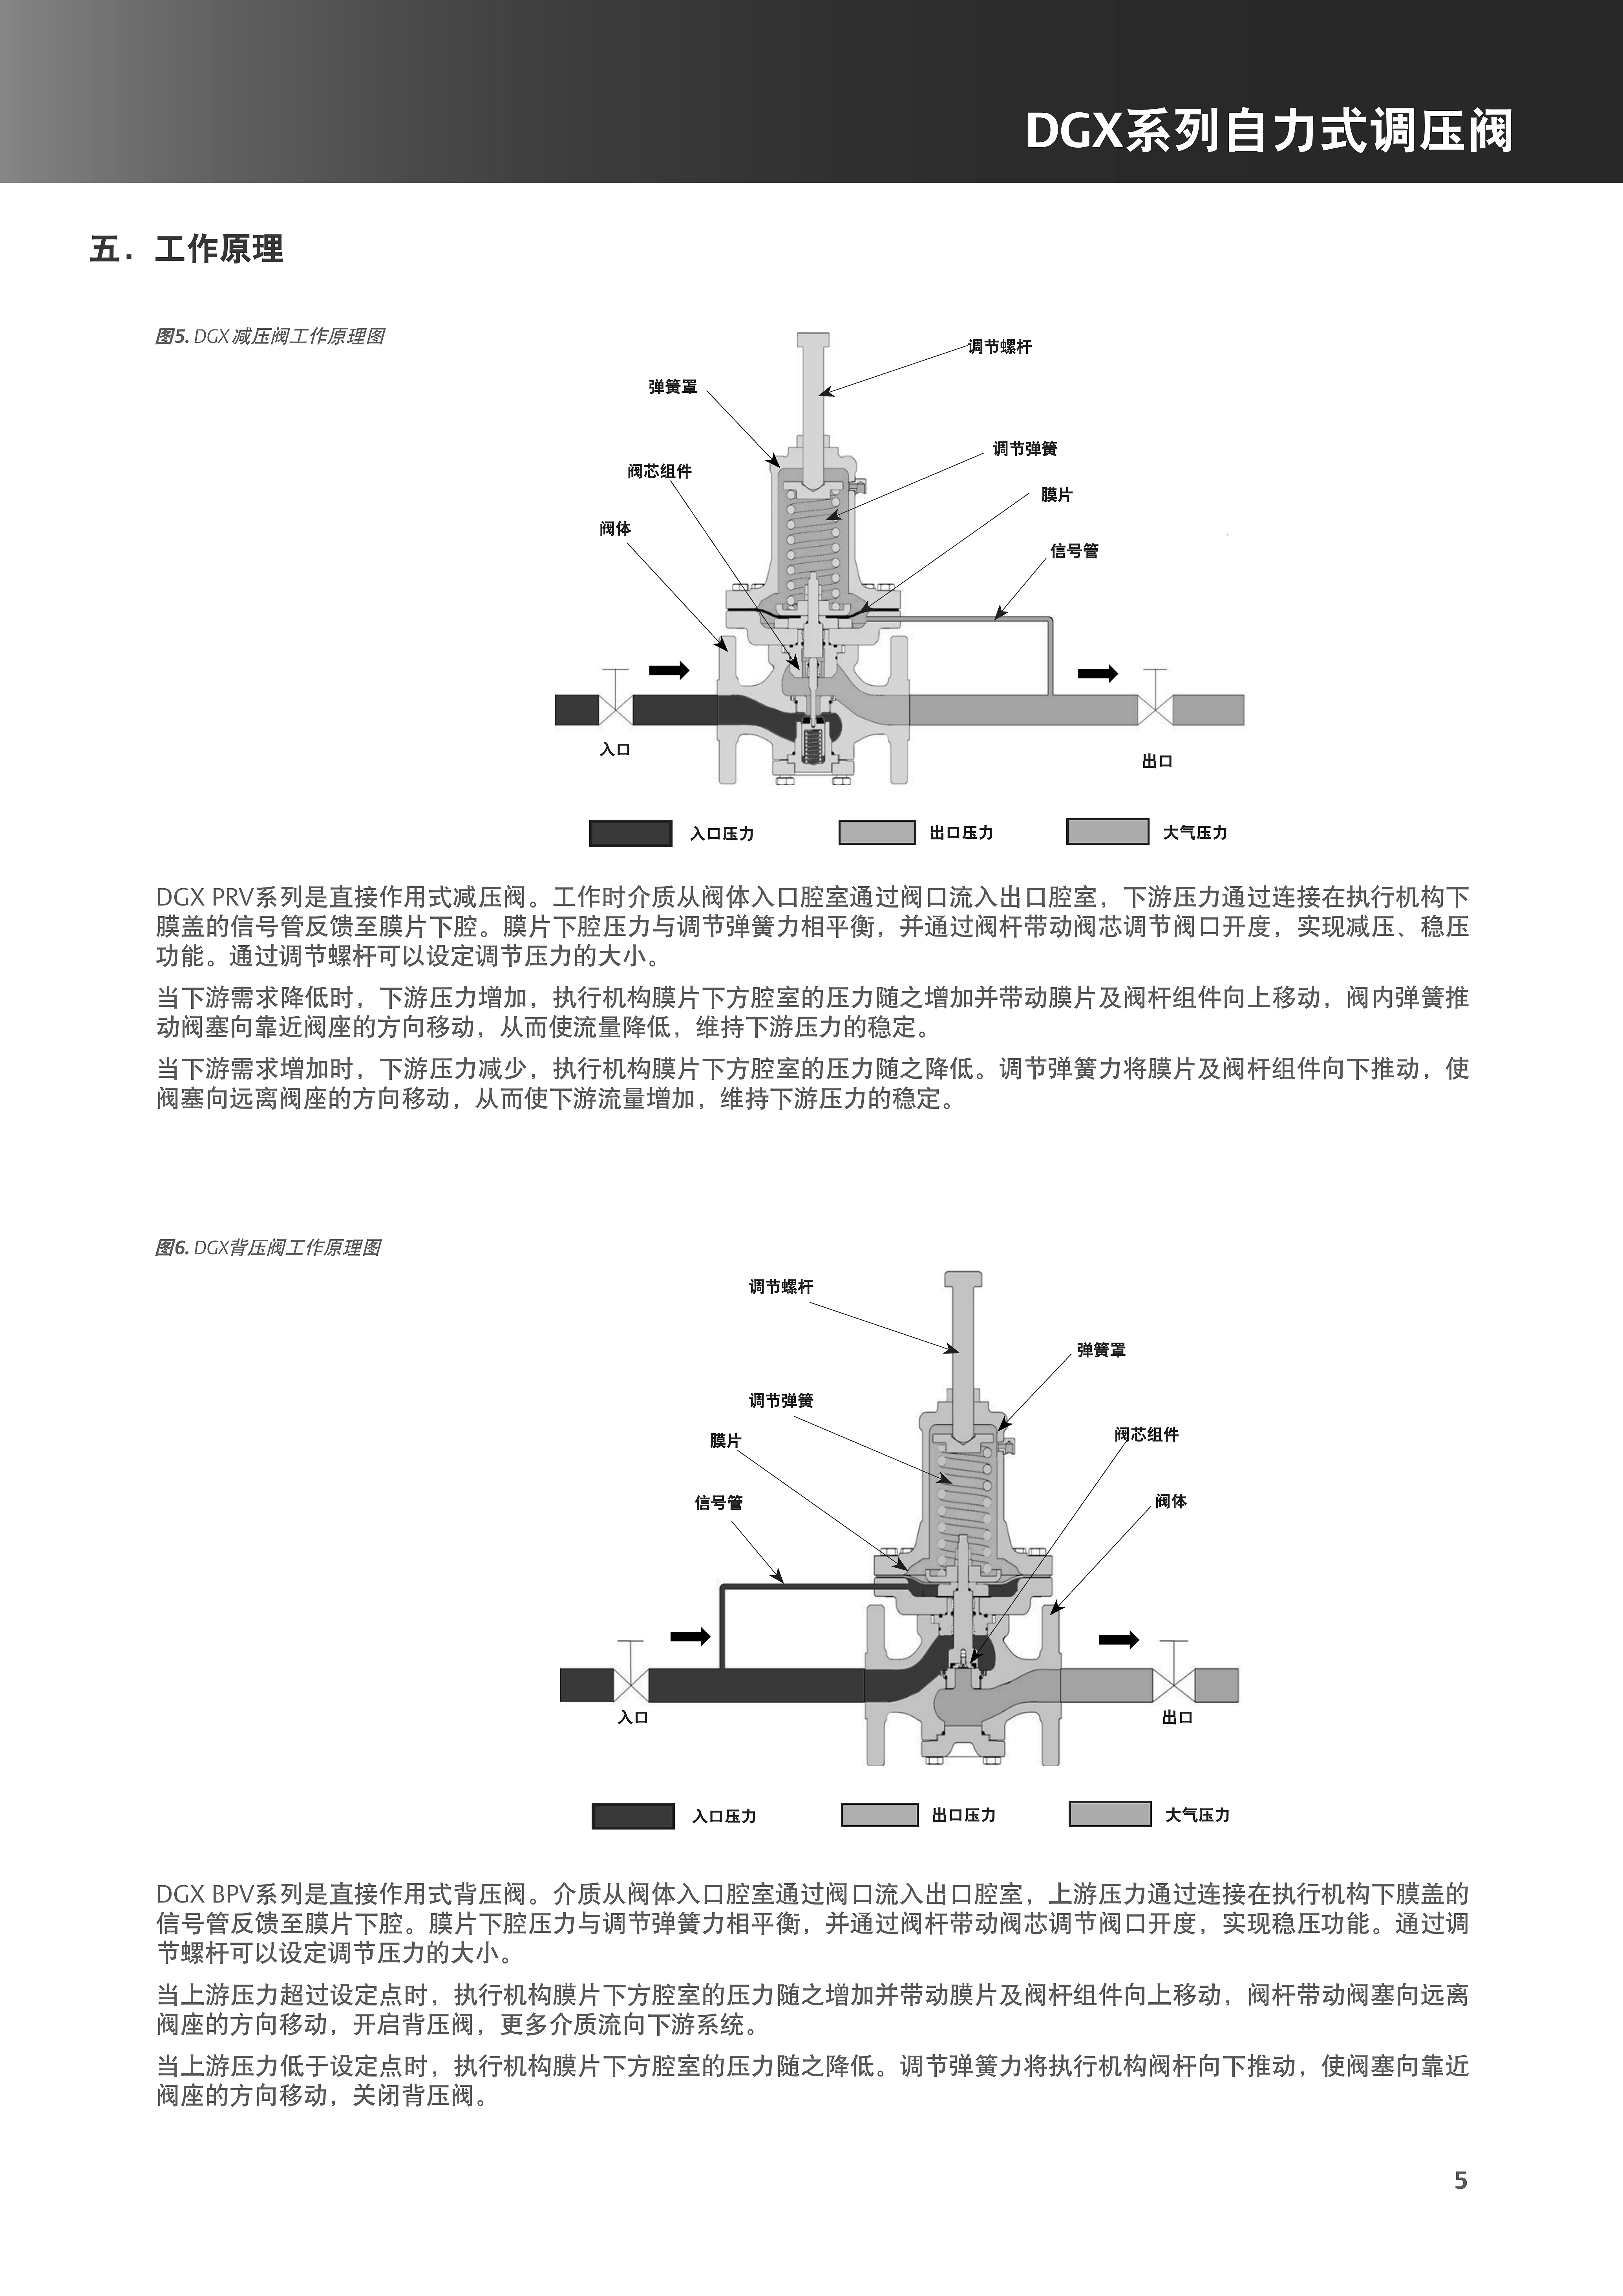 DGX系列自力式调压阀
五．工作原理
图5. DGX减压阀工作原理图
调节螺杆
弹簧罩
调节弹簧
阀芯组件
膜片
阀体
信号管
入口
出口
入口压力
出口压力
大气压力
DGX PRV系列是直接作用式减压阀。工作时介质从阀体入口腔室通过阀口流入出口腔室，下游压力通过连接在执行机构下
膜盖的信号管反馈至膜片下腔。膜片下腔压力与调节弹簧力相平衡，并通过阀杆带动阀芯调节阀口开度，实现减压、稳压
功能。通过调节螺杆可以设定调节压力的大小。
当下游需求降低时，下游压力增加，执行机构膜片下方腔室的压力随之增加并带动膜片及阀杆组件向上移动，阀内弹簧推
动阀塞向靠近阀座的方向移动，从而使流量降低，维持下游压力的稳定。
当下游需求增加时，下游压力减少，执行机构膜片下方腔室的压力随之降低。调节弹簧力将膜片及阀杆组件向下推动，使
阀塞向远离阀座的方向移动，从而使下游流量增加，维持下游压力的稳定。
图6. DGX背压阀工作原理图
调节螺杆
弹簧罩
调节弹簧
阀芯组件
膜片
阀体
信号管
入口
出口
入口压力
出口压力
大气压力
DGX BPV系列是直接作用式背压阀。介质从阀体入口腔室通过阀口流入出口腔室，上游压力通过连接在执行机构下膜盖的
信号管反馈至膜片下腔。膜片下腔压力与调节弹簧力相平衡，并通过阀杆带动阀芯调节阀口开度，实现稳压功能。通过调
节螺杆可以设定调节压力的大小。
当上游压力超过设定点时，执行机构膜片下方腔室的压力随之增加并带动膜片及阀杆组件向上移动，阀杆带动阀塞向远离
阀座的方向移动，开启背压阀，更多介质流向下游系统。
当上游压力低于设定点时，执行机构膜片下方腔室的压力随之降低。调节弹簧力将执行机构阀杆向下推动，使阀塞向靠近
阀座的方向移动，关闭背压阀。
5